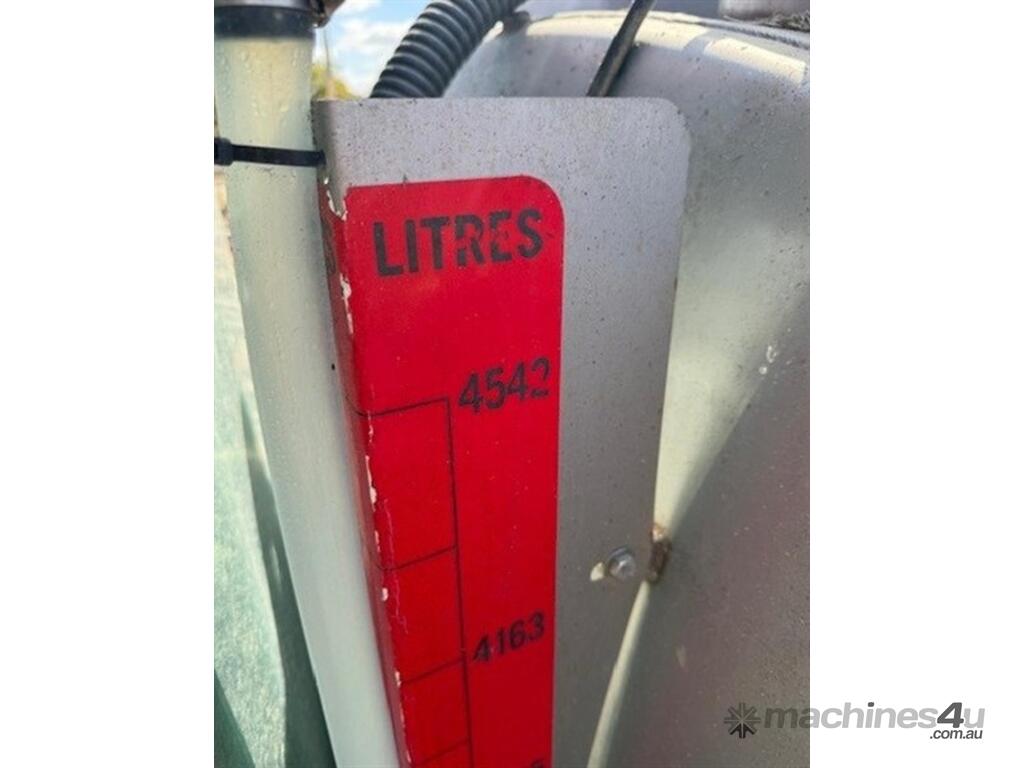 LITRES
4542
4163
machines4u
.com.au